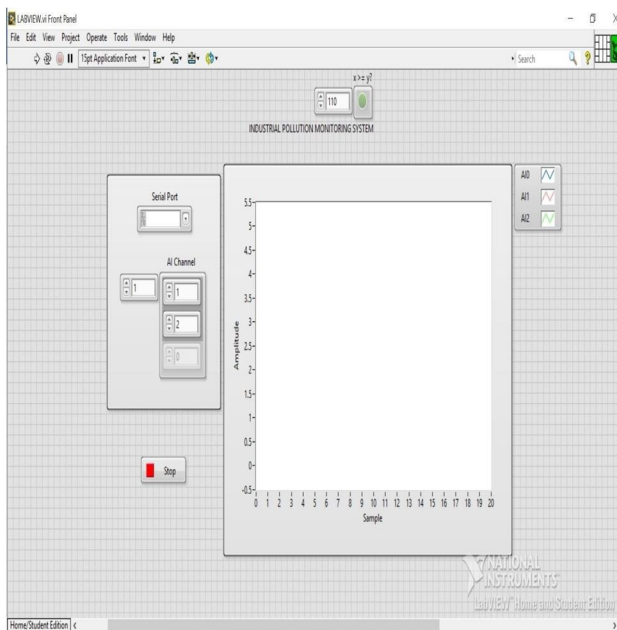 LABVIEW.vi Front Panel
File Edit View Project Operate Tools Window Help
15pt Application Font
Search
x >= y?
110
INDUSTRIAL POLLUTION MONITORING SYSTEM
Serial Port
AI Channel
1
1
2
0
Stop
5.5
5
4.5
4
3.5
3
2.5
2
1.5
1
0.5
0
-0.5
Amplitude
0 1 2 3 4 5 6 7 8 9 10 11 12 13 14 15 16 17 18 19 20
Sample
AI0
AI1
AI2
NATIONAL
INSTRUMENTS
LabVIEW Home and Student Edition
Home/Student Edition